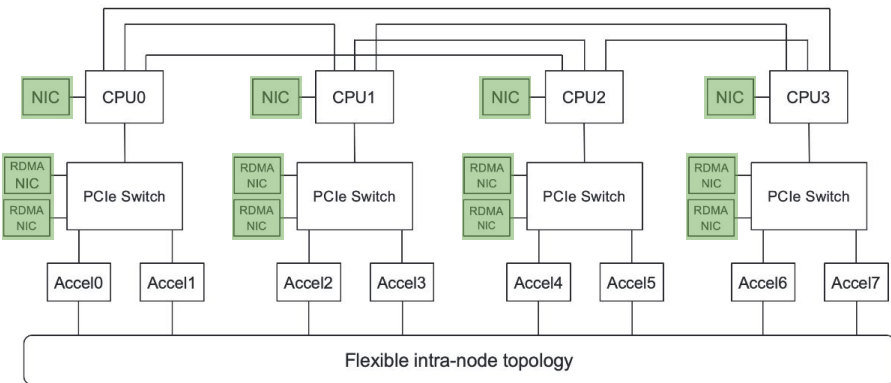 NIC
CPU0
NIC
CPU1
NIC
CPU2
NIC
CPU3
RDMA
NIC
RDMA
NIC
PCIe Switch
RDMA
NIC
RDMA
NIC
PCIe Switch
RDMA
NIC
RDMA
NIC
PCIe Switch
RDMA
NIC
RDMA
NIC
PCIe Switch
Accel0
Accel1
Accel2
Accel3
Accel4
Accel5
Accel6
Accel7
Flexible intra-node topology